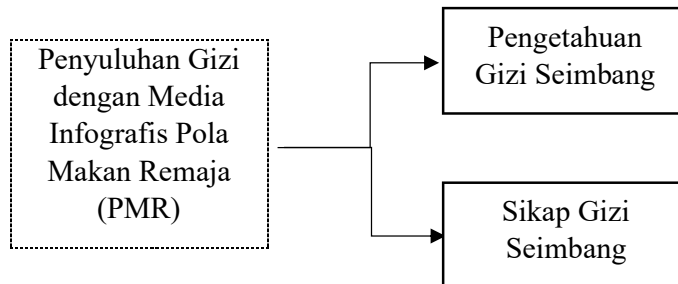 Penyuluhan Gizi
dengan Media
Infografis Pola
Makan Remaja
(PMR)
Pengetahuan
Gizi Seimbang
Sikap Gizi
Seimbang